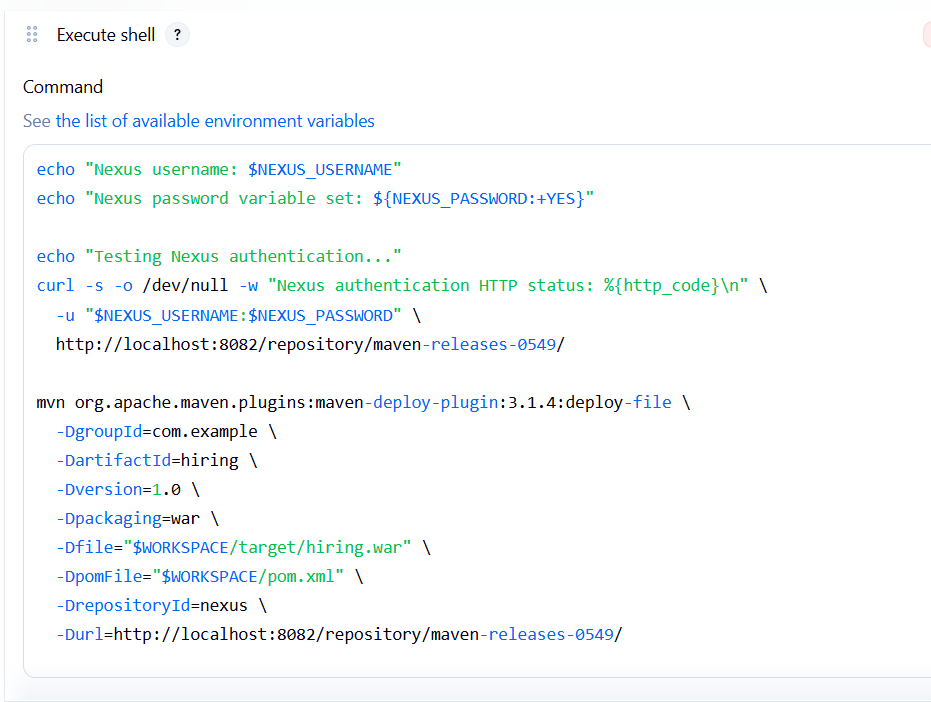 Execute shell ?
Command
See the list of available environment variables
echo "Nexus username: $NEXUS_USERNAME"
echo "Nexus password variable set: ${NEXUS_PASSWORD:+YES}"
echo "Testing Nexus authentication..."
curl -s -o /dev/null -w "Nexus authentication HTTP status: %{http_code}\n" \
  -u "$NEXUS_USERNAME:$NEXUS_PASSWORD" \
  http://localhost:8082/repository/maven-releases-0549/
mvn org.apache.maven.plugins:maven-deploy-plugin:3.1.4:deploy-file \
  -DgroupId=com.example \
  -DartifactId=hiring \
  -Dversion=1.0 \
  -Dpackaging=war \
  -Dfile="$WORKSPACE/target/hiring.war" \
  -DpomFile="$WORKSPACE/pom.xml" \
  -DrepositoryId=nexus \
  -Durl=http://localhost:8082/repository/maven-releases-0549/